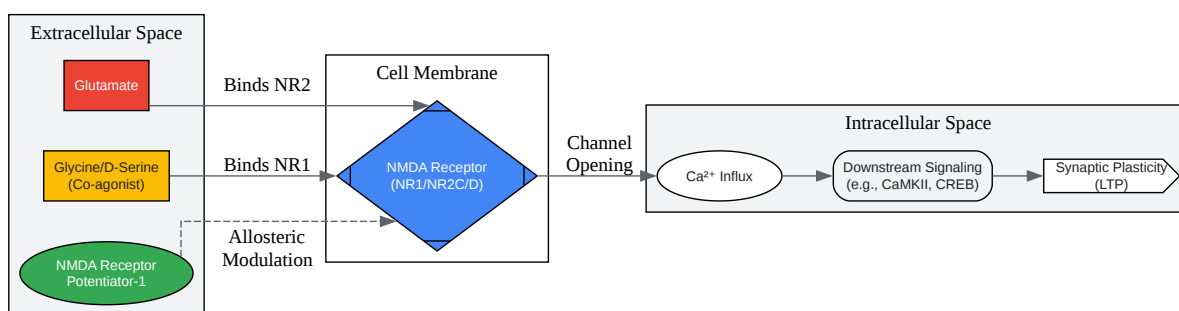 Extracellular Space
Glutamate
Binds NR2
Cell Membrane
Glycine/D-Serine
(Co-agonist)
Binds NR1
NMDA Receptor
(NR1/NR2C/D)
Allosteric
Modulation
NMDA Receptor
Potentiator-1
Channel
Opening
Intracellular Space
Ca²⁺ Influx
Downstream Signaling
(e.g., CaMKII, CREB)
Synaptic Plasticity
(LTP)